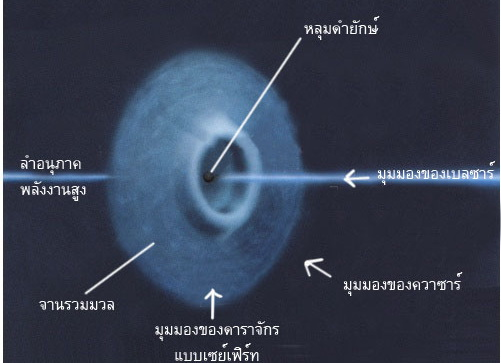 หลุมดำยักษ์
ลำอนุภาค
พลังงานสูง
มุมมองของเบลซาร์
มุมมองของควาซาร์
จานรวมมวล
มุมมองของดาราจักร
แบบเซย์เฟิร์ท